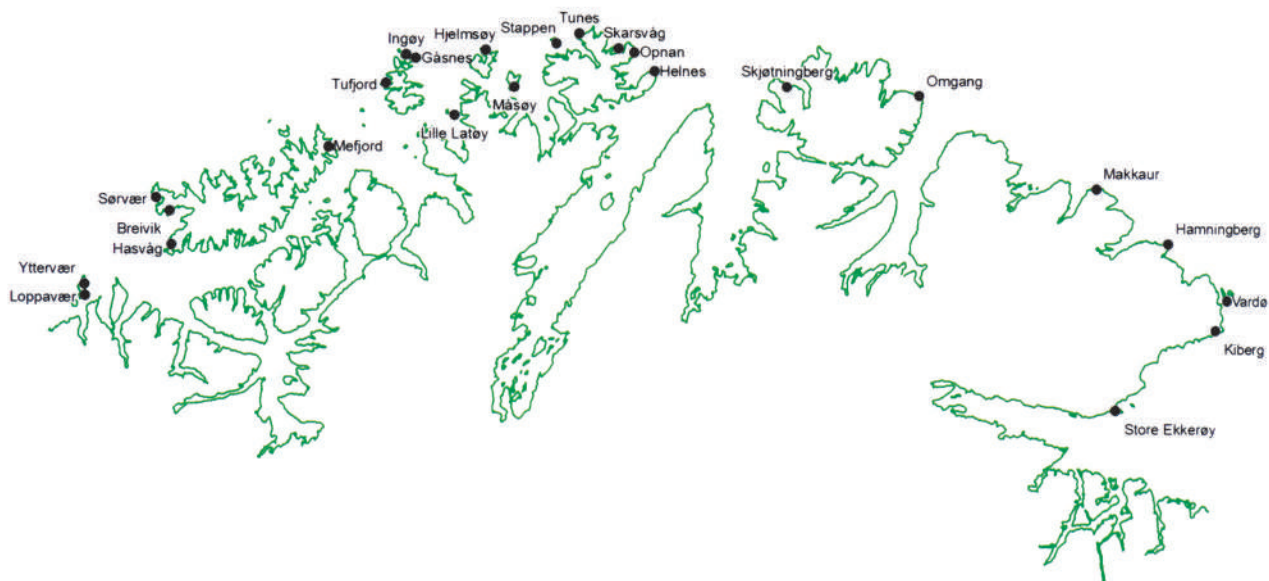 Tunes
Stappen
Skarsvåg
Hjelmsøy
Ingøy
Opnan
Gåsnes
Helnes
Skjøtningberg
Tufjord
Omgang
Måsøy
Lille Latøy
Mefjord
Makkaur
Sørvær
Breivik
Hamningberg
Hasvåg
Yttervær
Loppavær
Vardø
Kiberg
Store Ekkerøy